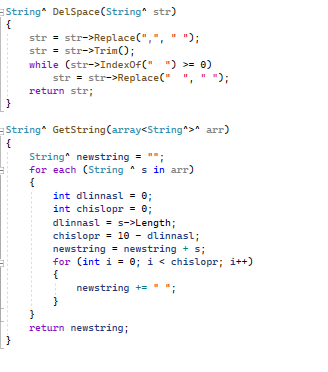 String^ DelSpace(String^ str)
{
str = str->Replace(",", " ");
str = str->Trim();
while (str->IndexOf("  ") >= 0)
str = str->Replace("  ", " ");
return str;
}
String^ GetString(array<String^>^ arr)
{
String^ newstring = "";
for each (String ^ s in arr)
{
int dlinnasl = 0;
int chislopr = 0;
dlinnasl = s->Length;
chislopr = 10 - dlinnasl;
newstring = newstring + s;
for (int i = 0; i < chislopr; i++)
{
newstring += " ";
}
}
return newstring;
}